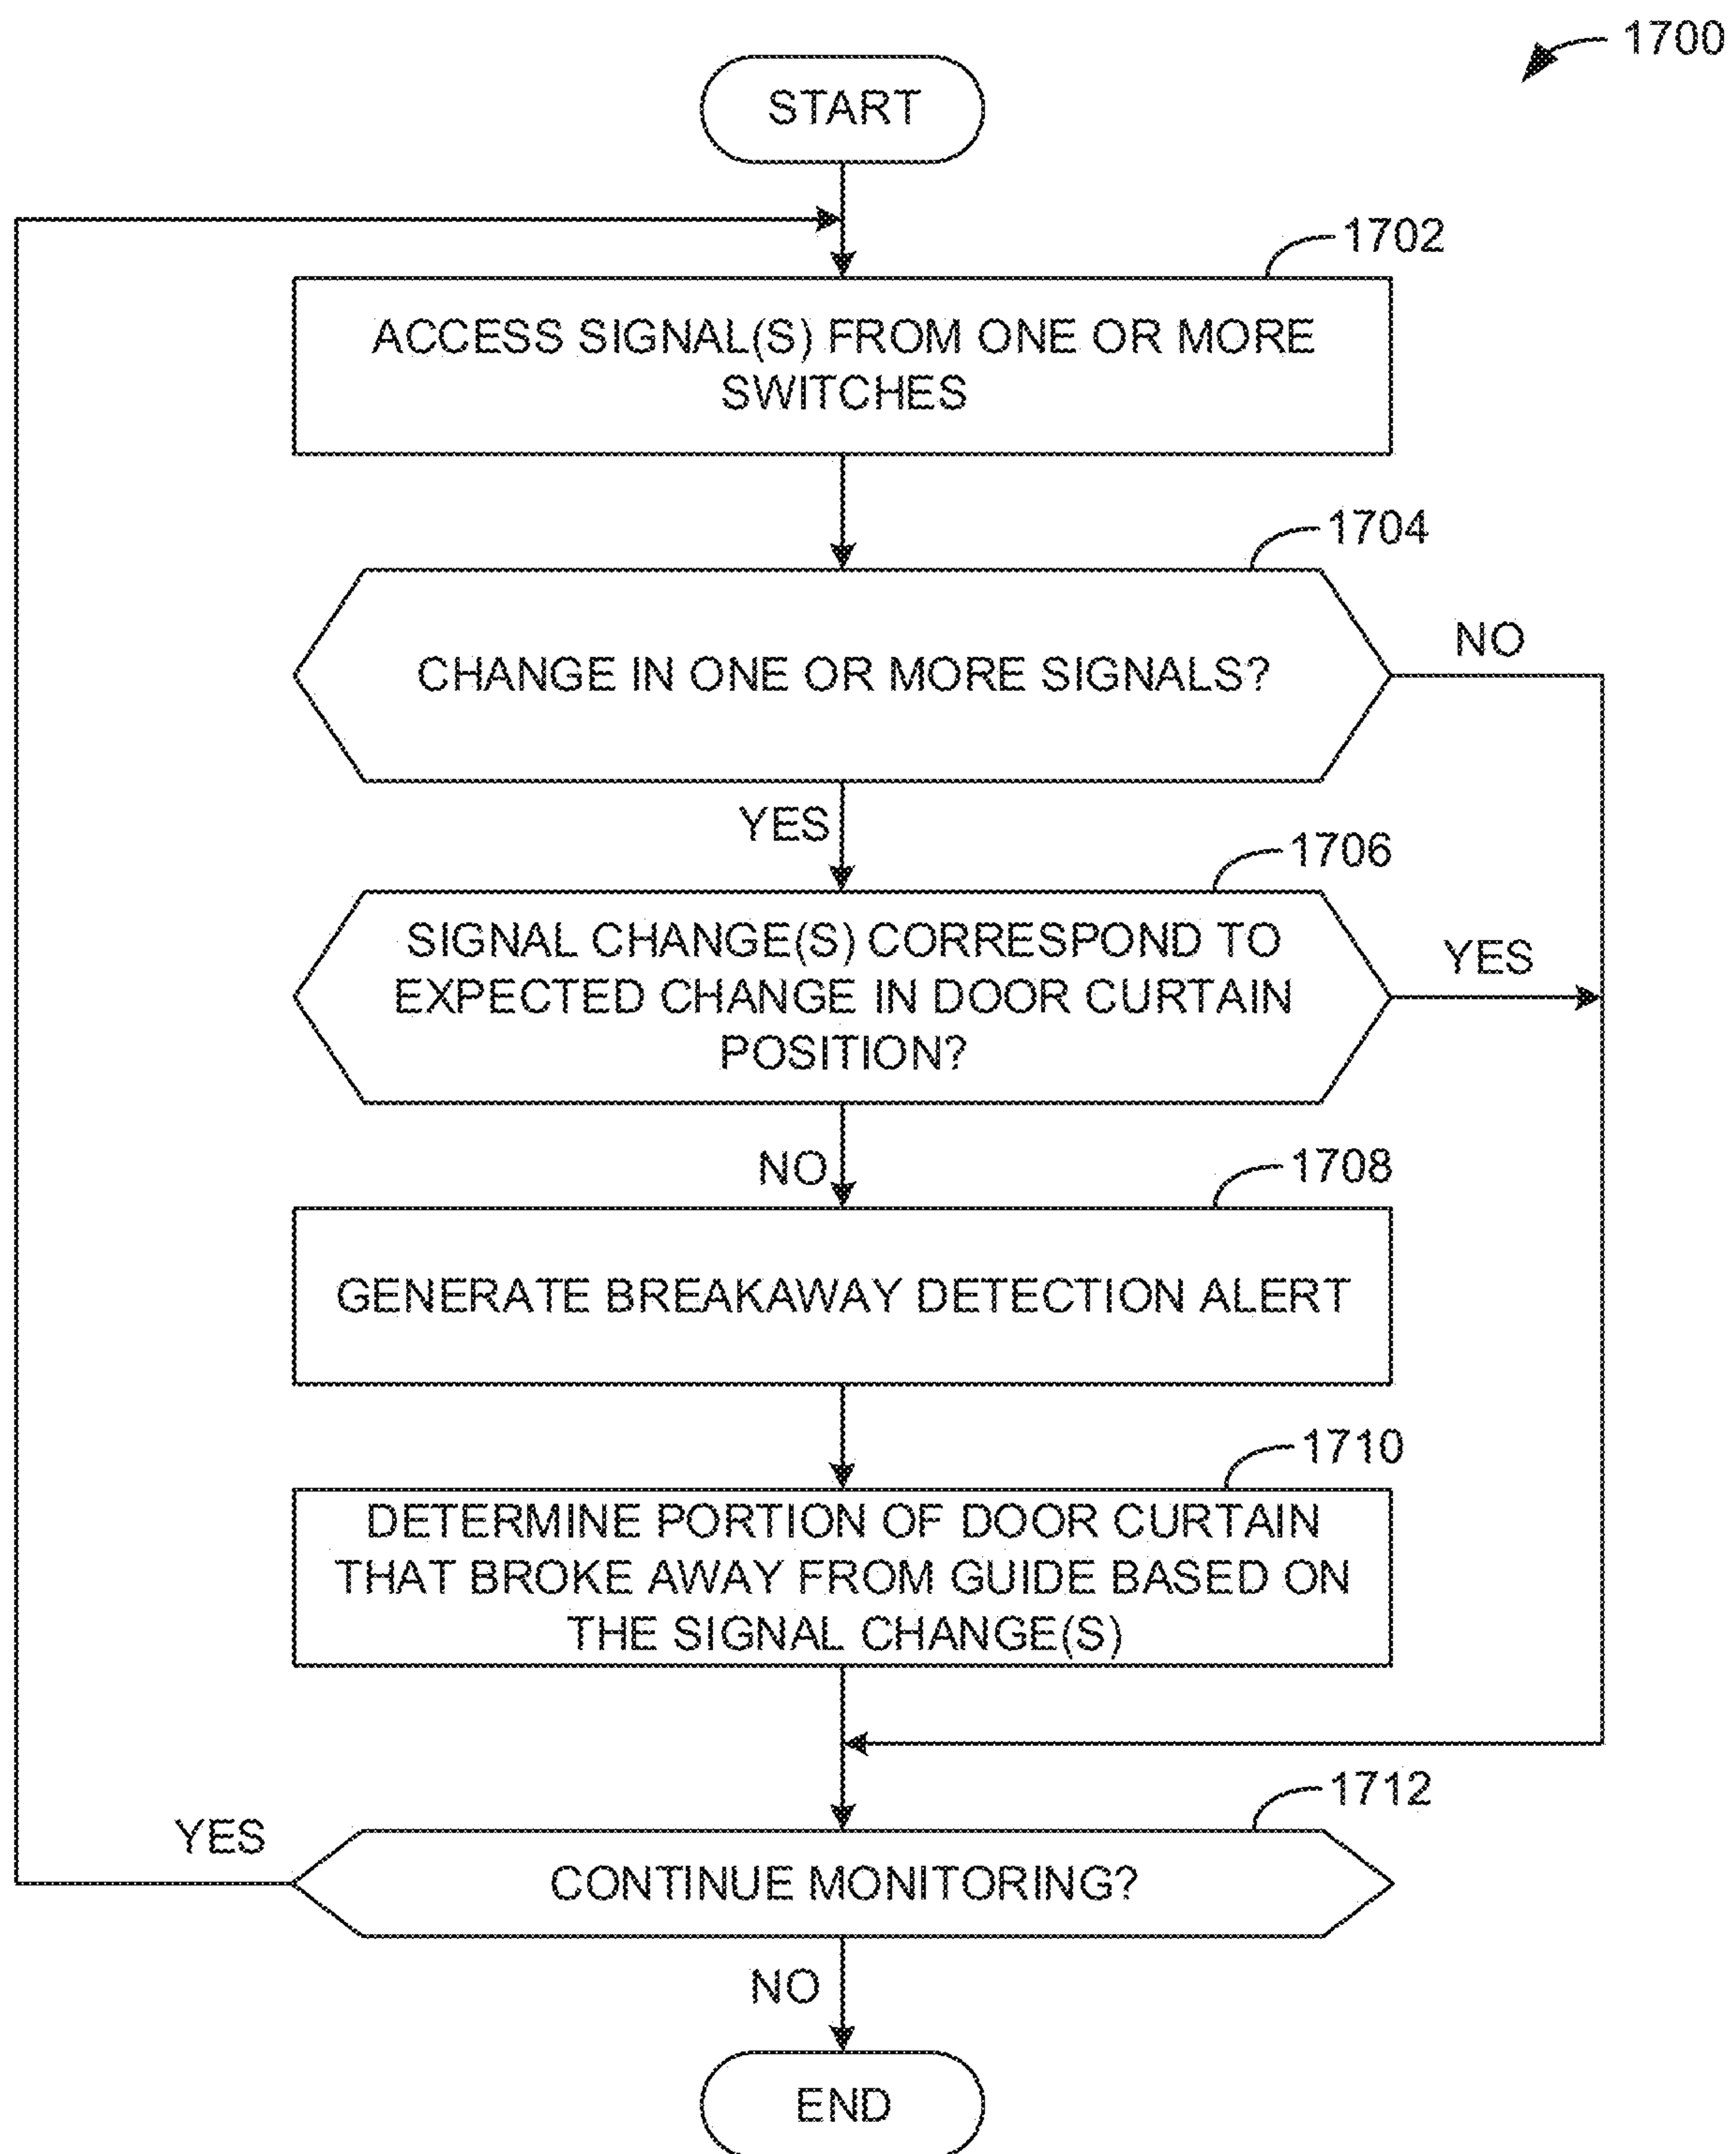 1700
START
1702
ACCESS SIGNAL(S) FROM ONE OR MORE
SWITCHES
1704
CHANGE IN ONE OR MORE SIGNALS?
NO
YES
1706
SIGNAL CHANGE(S) CORRESPOND TO
EXPECTED CHANGE IN DOOR CURTAIN
POSITION?
YES
NO
1708
GENERATE BREAKAWAY DETECTION ALERT
1710
DETERMINE PORTION OF DOOR CURTAIN
THAT BROKE AWAY FROM GUIDE BASED ON
THE SIGNAL CHANGE(S)
1712
YES
CONTINUE MONITORING?
NO
END